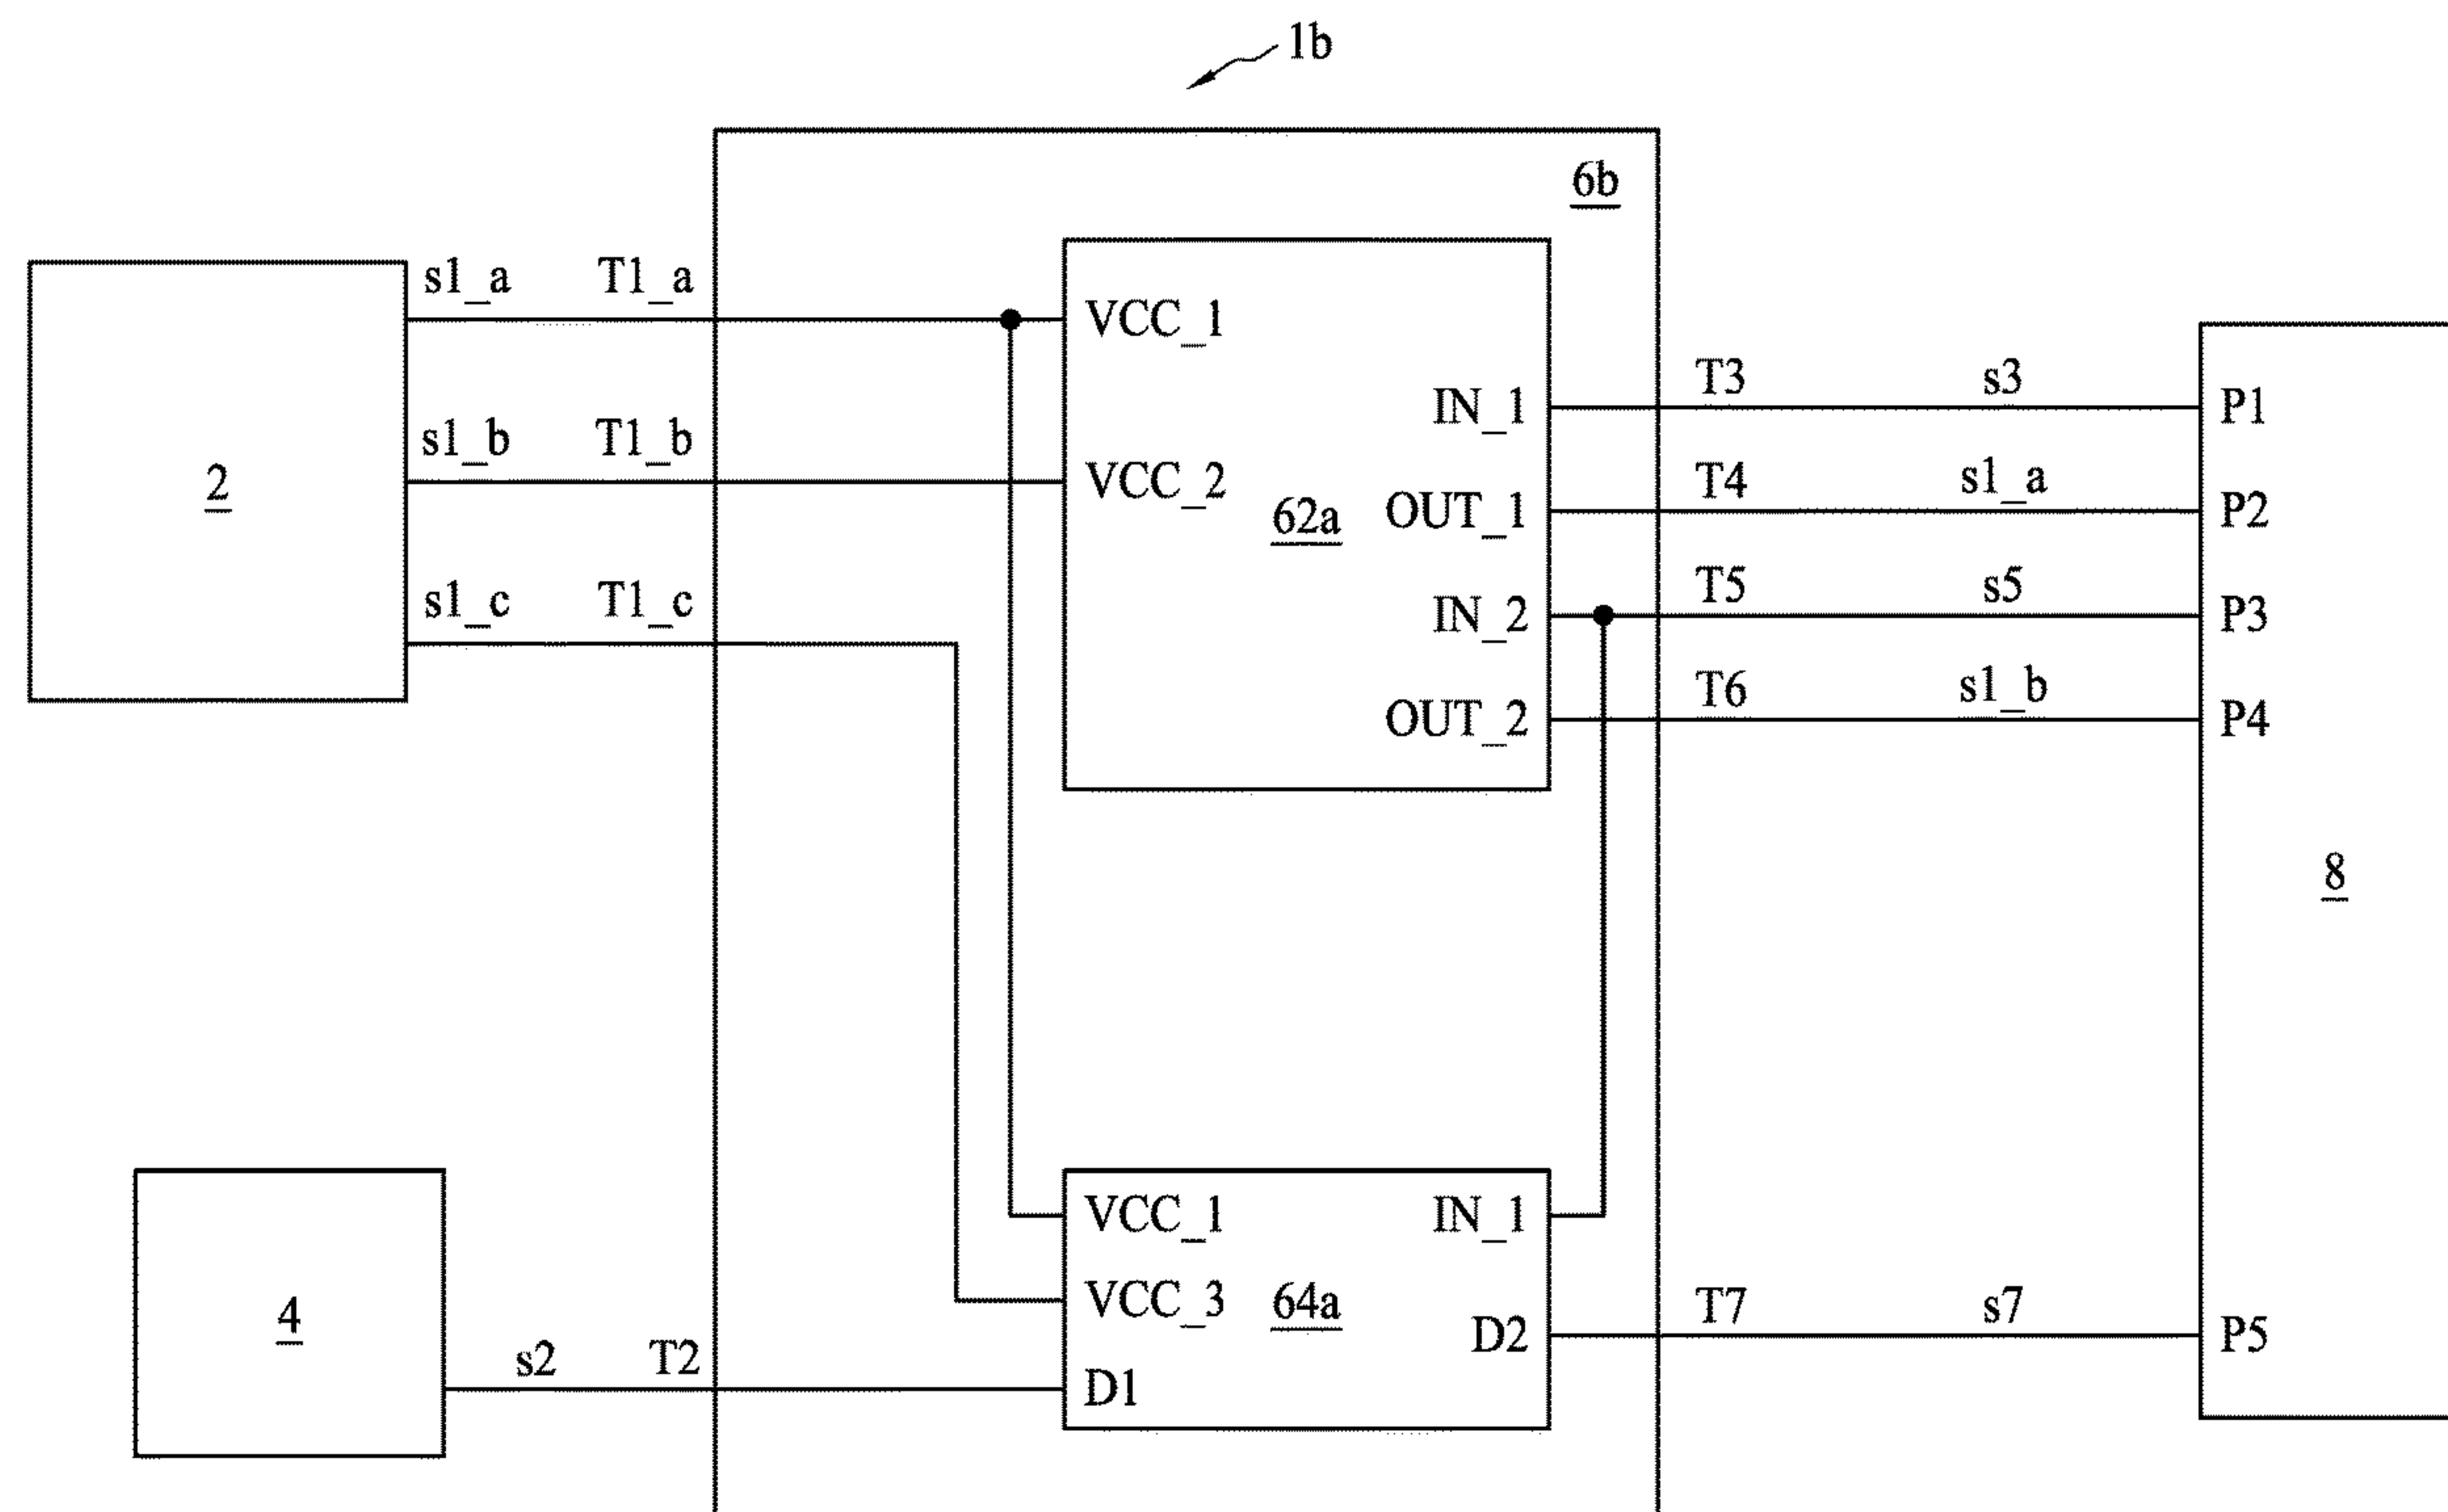 1b
6b
s1_a T1_a
VCC_1
s1_b T1_b
VCC_2
2
s1_c T1_c
62a
IN_1
OUT_1
IN_2
OUT_2
T3 s3
T4 s1_a
T5 s5
T6 s1_b
P1
P2
P3
P4
8
4
s2 T2
VCC_1
VCC_3
D1
64a
IN_1
D2
T7 s7
P5